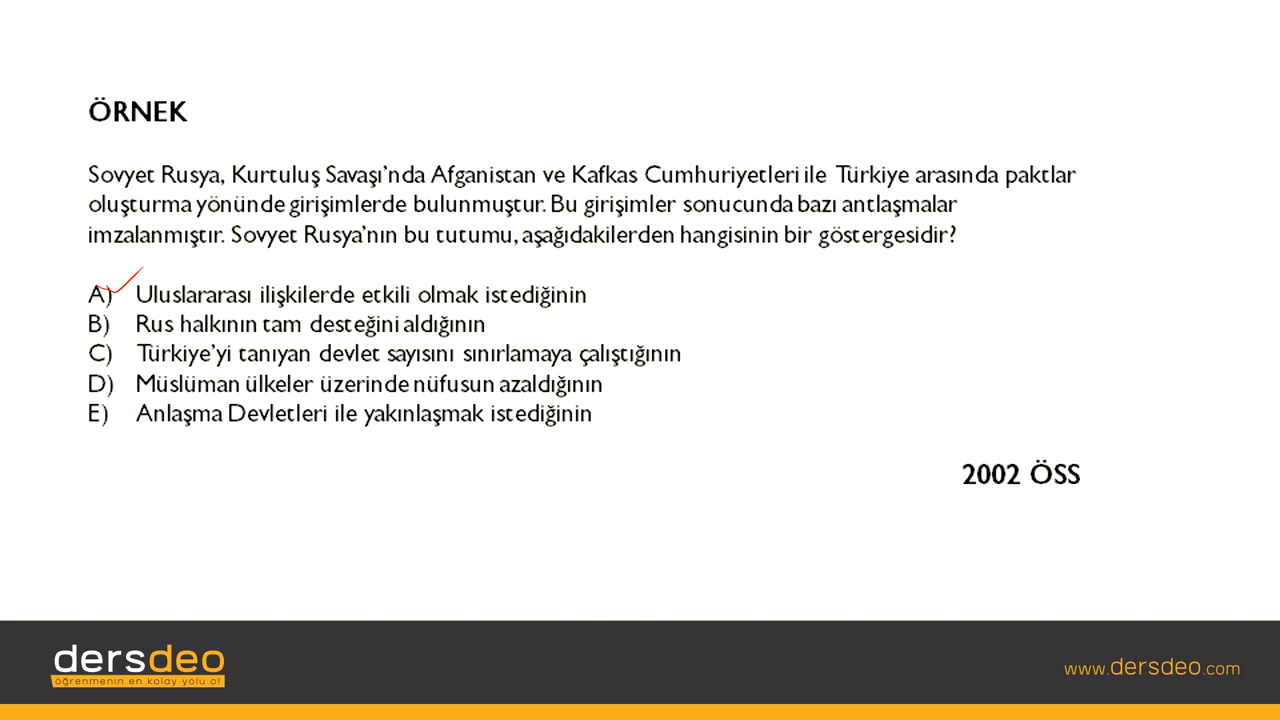 ÖRNEK
Sovyet Rusya, Kurtuluş Savaşı’nda Afganistan ve Kafkas Cumhuriyetleri ile Türkiye arasında paktlar
oluşturma yönünde girişimlerde bulunmuştur. Bu girişimler sonucunda bazı antlaşmalar
imzalanmıştır. Sovyet Rusya’nın bu tutumu, aşağıdakilerden hangisinin bir göstergesidir?
A) Uluslararası ilişkilerde etkili olmak istediğinin
B) Rus halkının tam desteğini aldığının
C) Türkiye’yi tanıyan devlet sayısını sınırlamaya çalıştığının
D) Müslüman ülkeler üzerinde nüfusun azaldığının
E) Anlaşma Devletleri ile yakınlaşmak istediğinin
2002 ÖSS
dersdeo
öğrenmenin en kolay yolu o!
www.dersdeo.com